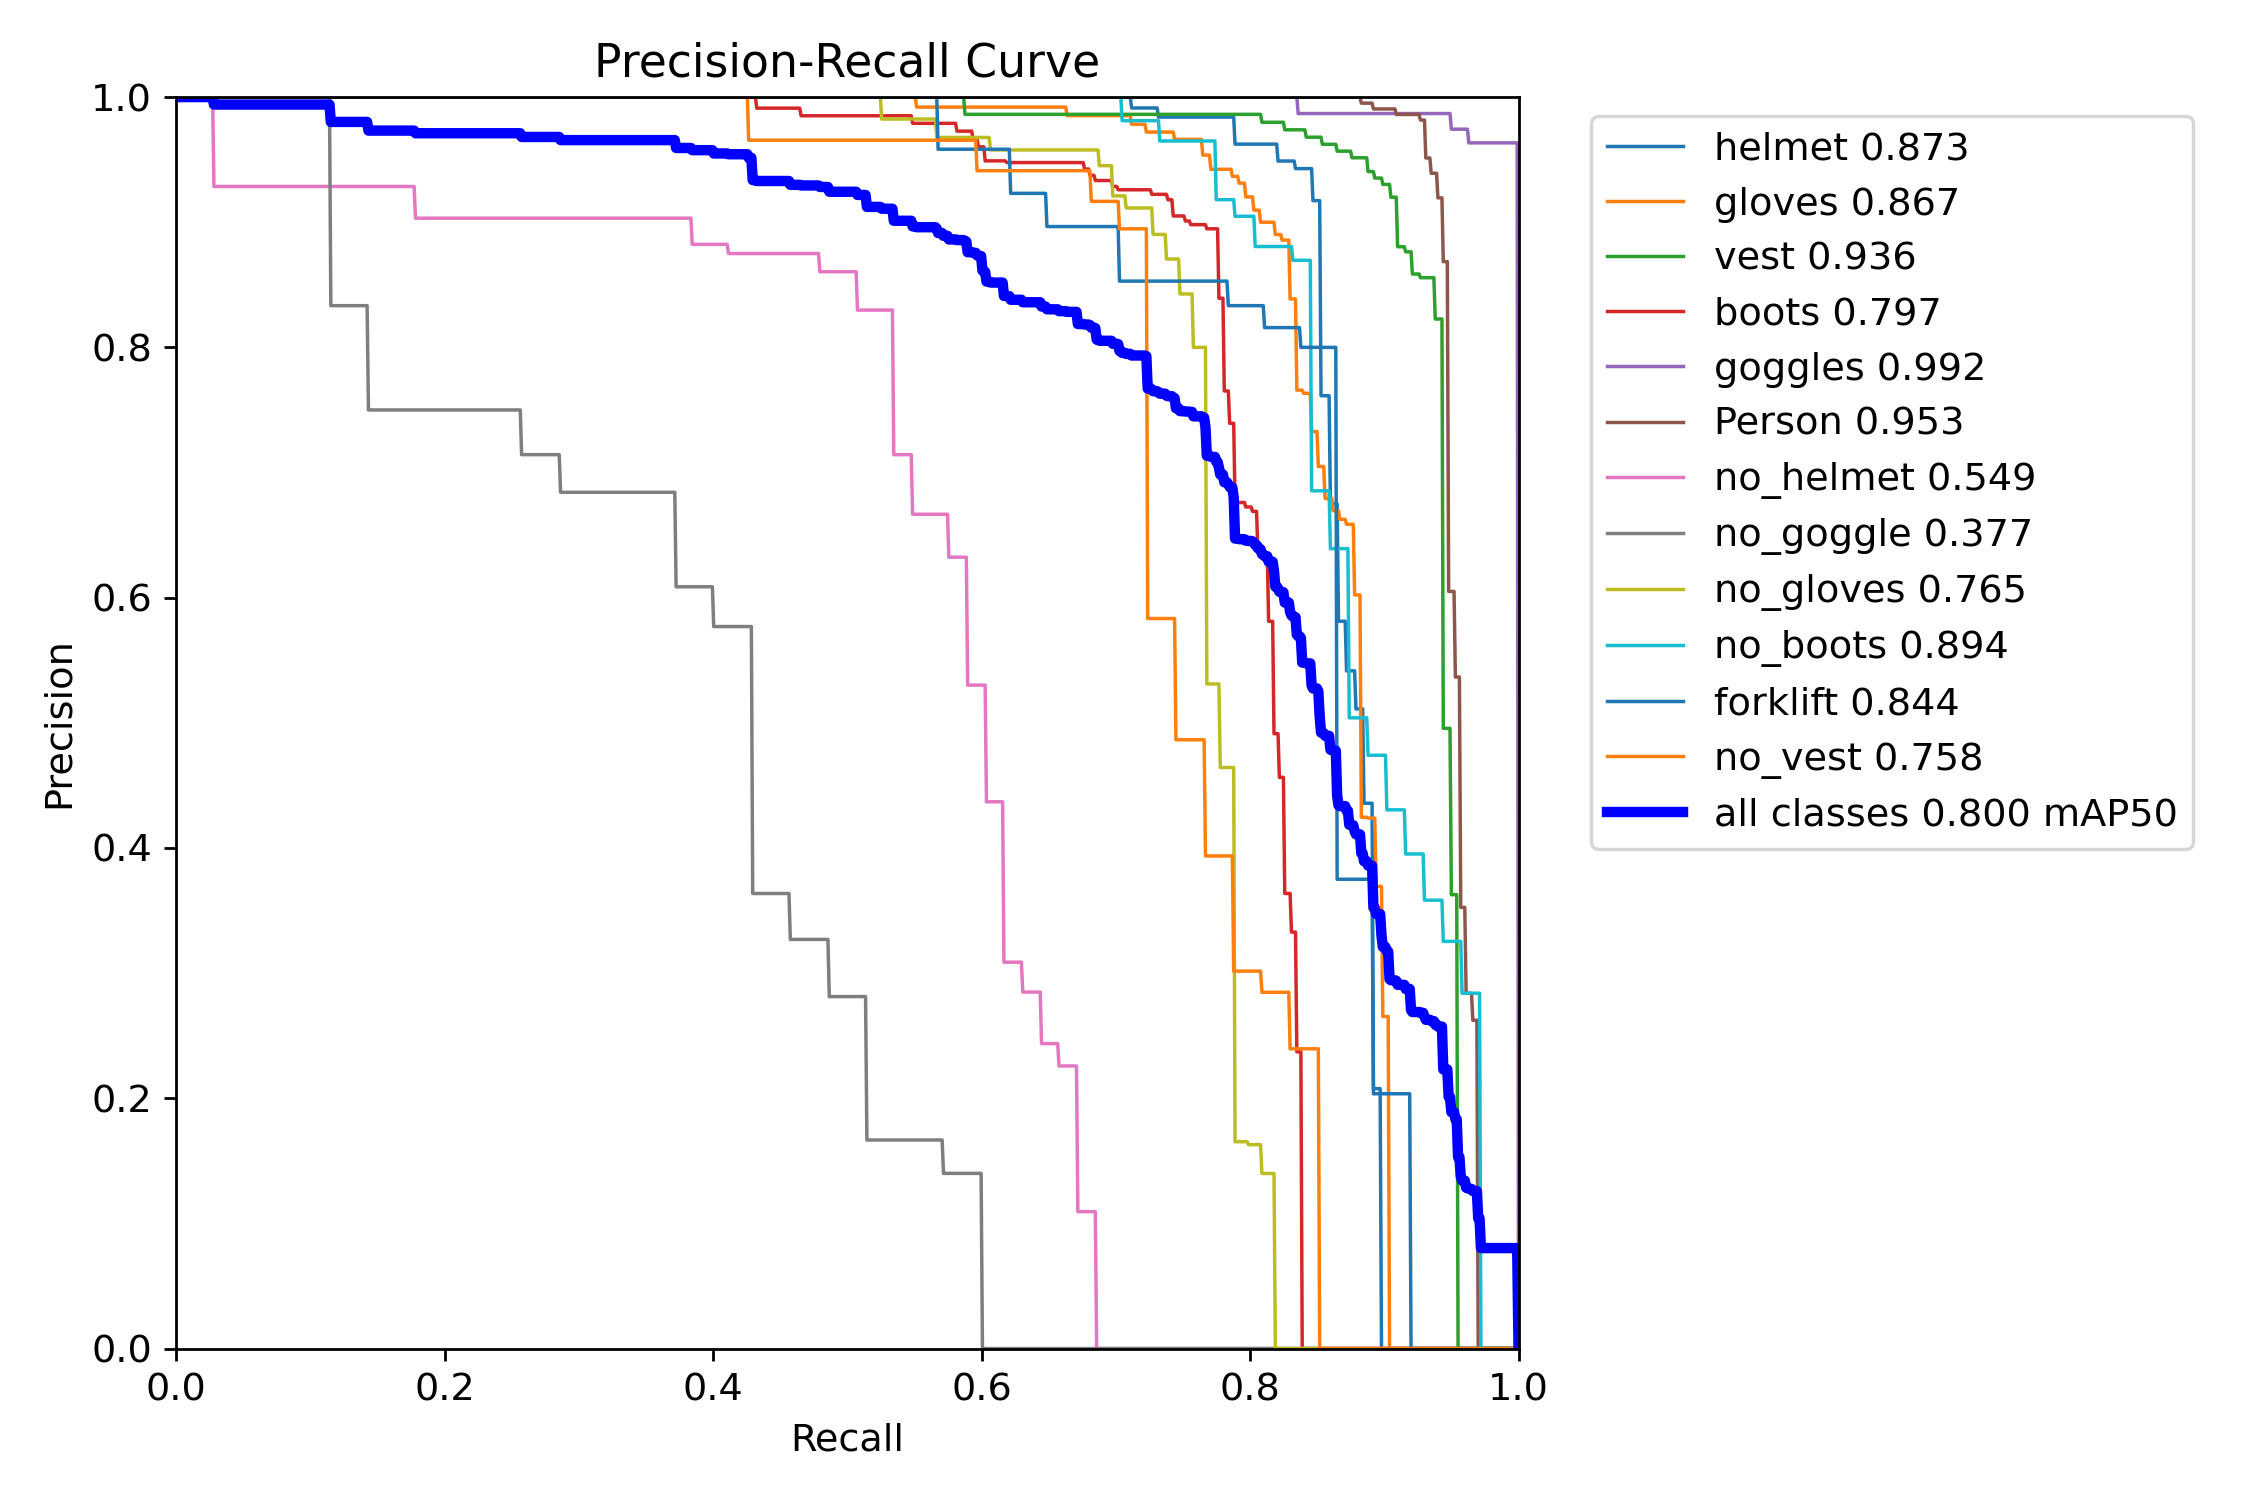 Precision-Recall Curve
1.0
0.8
0.6
0.4
0.2
0.0
Precision
0.0 0.2 0.4 0.6 0.8 1.0
Recall
helmet 0.873
gloves 0.867
vest 0.936
boots 0.797
goggles 0.992
Person 0.953
no_helmet 0.549
no_goggle 0.377
no_gloves 0.765
no_boots 0.894
forklift 0.844
no_vest 0.758
all classes 0.800 mAP50